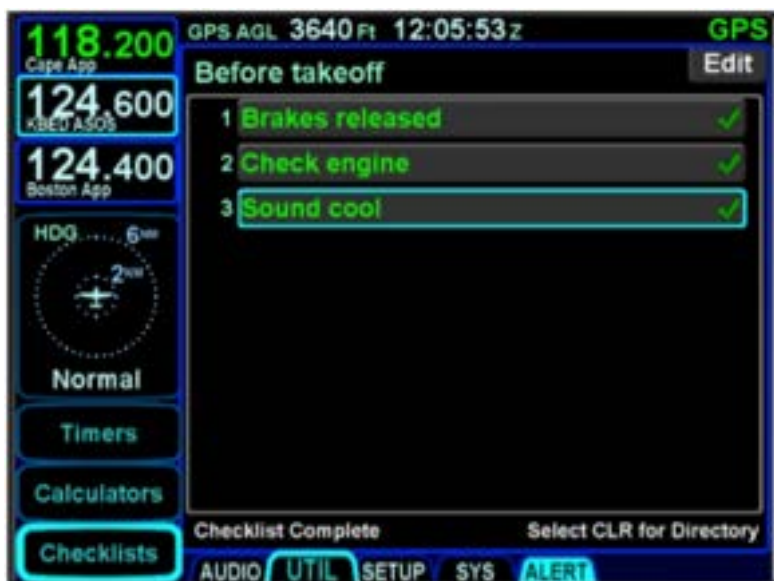 118.200
Cape App
124.600
KBED ASOS
124.400
Boston App
HDG 6NM
2NM
Normal
Timers
Calculators
Checklists
GPS AGL 3640 Ft 12:05:53 Z GPS
Before takeoff Edit
1 Brakes released
2 Check engine
3 Sound cool
Checklist Complete Select CLR for Directory
AUDIO UTIL SETUP SYS ALERT